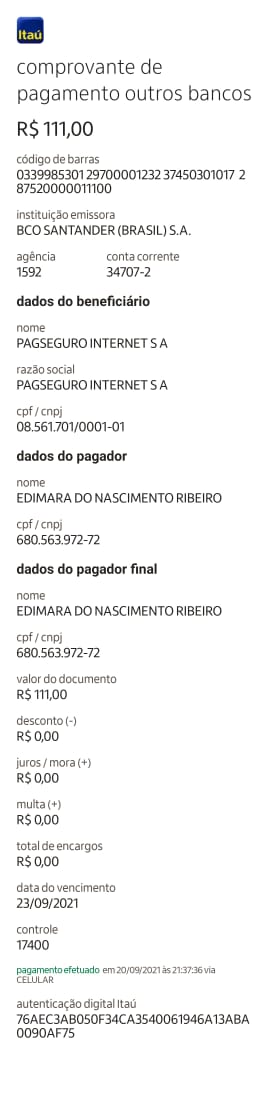 Itaú
comprovante de
pagamento outros bancos
R$ 111,00
código de barras
0339985301 29700001232 37450301017 2
87520000011100
instituição emissora
BCO SANTANDER (BRASIL) S.A.
agência conta corrente
1592 34707-2
dados do beneficiário
nome
PAGSEGURO INTERNET S A
razão social
PAGSEGURO INTERNET S A
cpf / cnpj
08.561.701/0001-01
dados do pagador
nome
EDIMARA DO NASCIMENTO RIBEIRO
cpf / cnpj
680.563.972-72
dados do pagador final
nome
EDIMARA DO NASCIMENTO RIBEIRO
cpf / cnpj
680.563.972-72
valor do documento
R$ 111,00
desconto (-)
R$ 0,00
juros / mora (+)
R$ 0,00
multa (+)
R$ 0,00
total de encargos
R$ 0,00
data do vencimento
23/09/2021
controle
17400
pagamento efetuado em 20/09/2021 às 21:37:36 via
CELULAR
autenticação digital Itaú
76AEC3AB050F34CA3540061946A13ABA
0090AF75